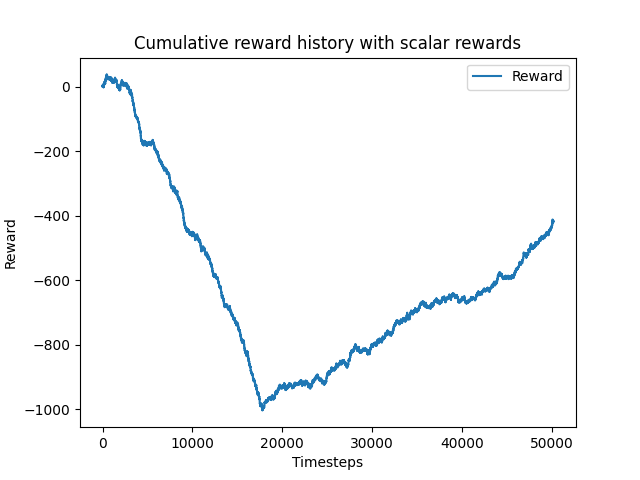 Cumulative reward history with scalar rewards
Reward
0
−200
−400
−600
−800
−1000
Reward
0 10000 20000 30000 40000 50000
Timesteps